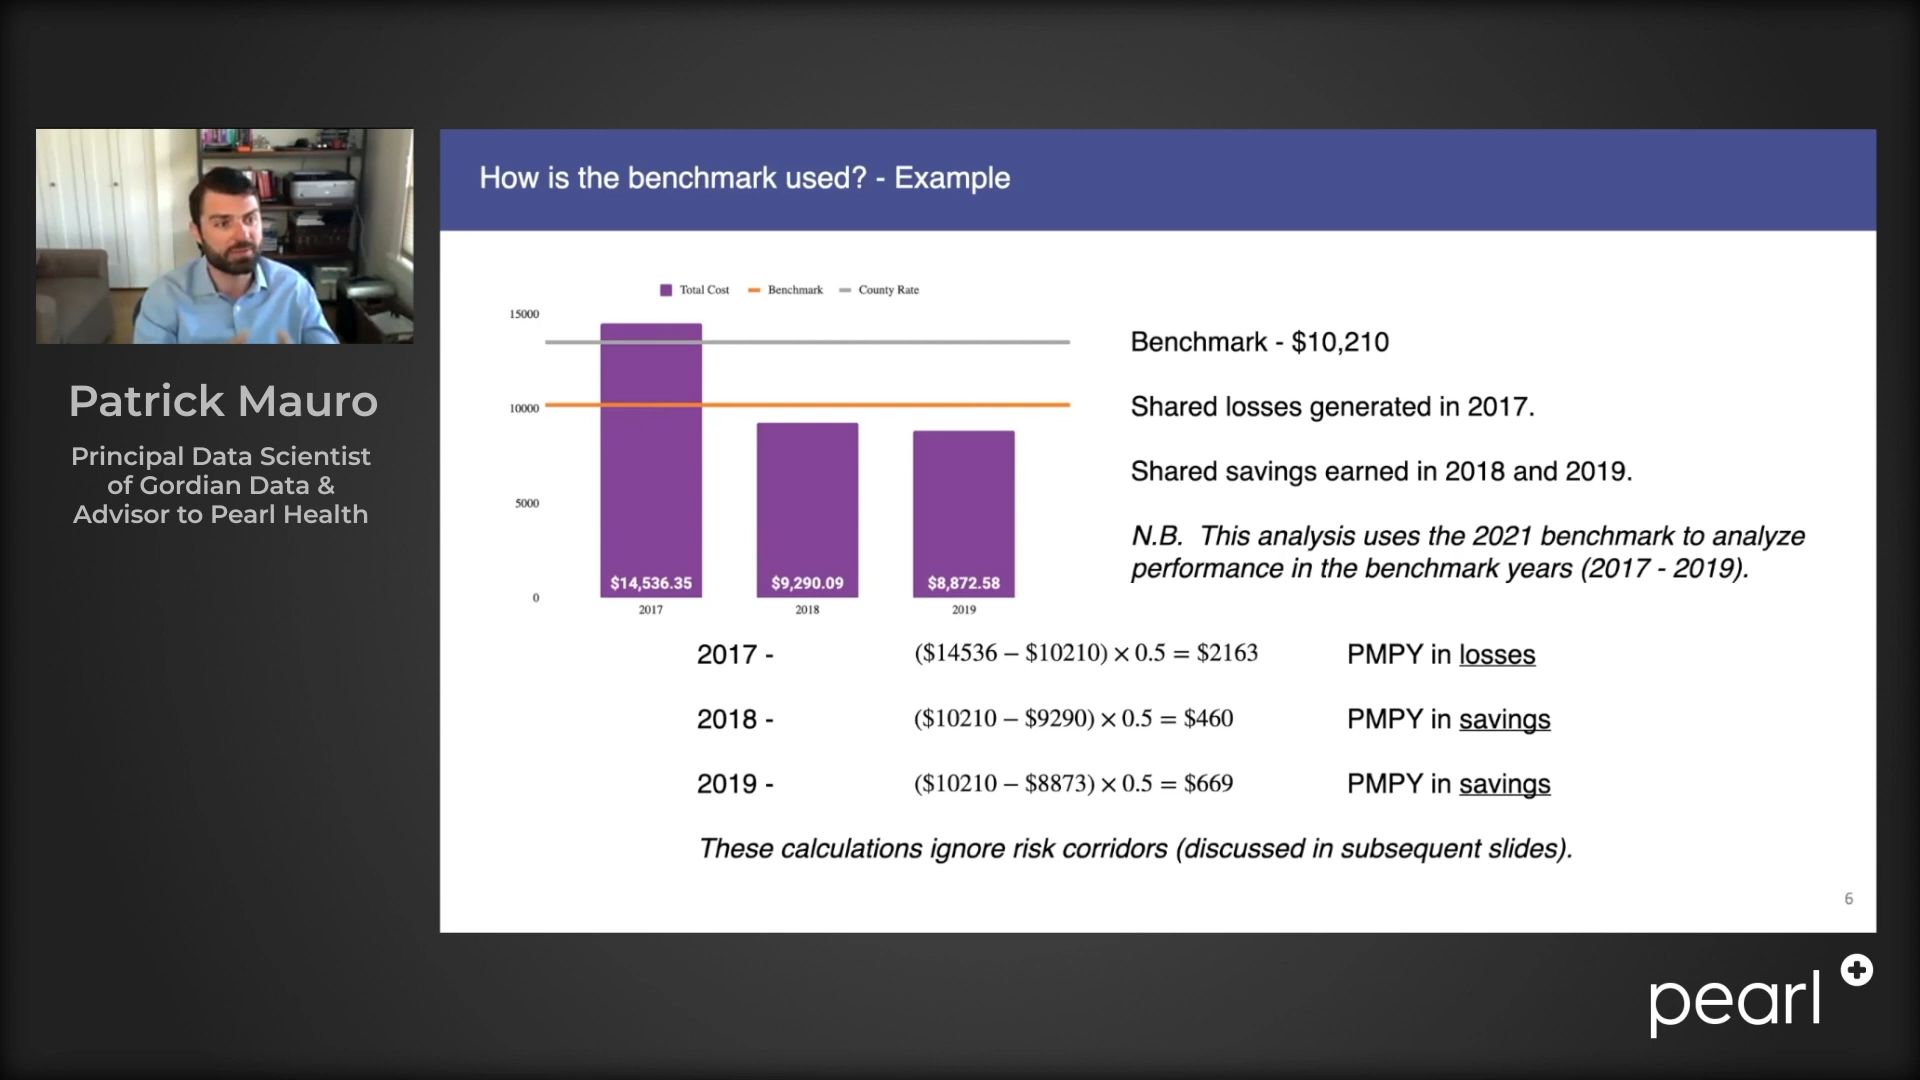 How is the benchmark used? - Example
Total Cost
Benchmark
County Rate
15000
10000
5000
0
$14,536.35
$9,290.09
$8,872.58
2017
2018
2019
Benchmark - $10,210
Shared losses generated in 2017.
Shared savings earned in 2018 and 2019.
N.B. This analysis uses the 2021 benchmark to analyze
performance in the benchmark years (2017 - 2019).
2017 - ($14536 – $10210) × 0.5 = $2163 PMPY in losses
2018 - ($10210 – $9290) × 0.5 = $460 PMPY in savings
2019 - ($10210 – $8873) × 0.5 = $669 PMPY in savings
These calculations ignore risk corridors (discussed in subsequent slides).
6
Patrick Mauro
Principal Data Scientist
of Gordian Data &
Advisor to Pearl Health
pearl